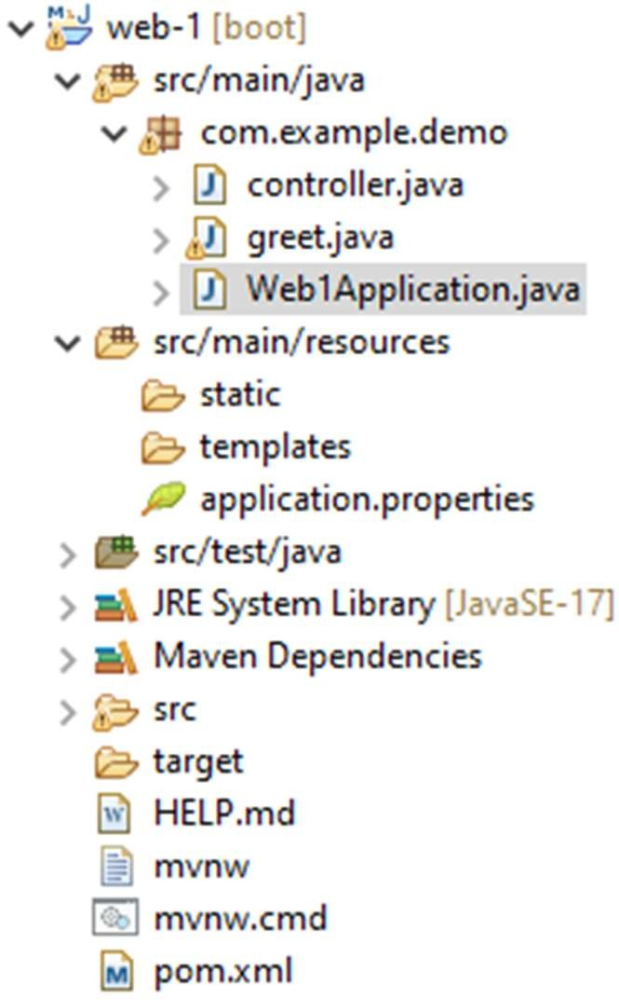 web-1 [boot]
src/main/java
com.example.demo
controller.java
greet.java
Web1Application.java
src/main/resources
static
templates
application.properties
src/test/java
JRE System Library [JavaSE-17]
Maven Dependencies
src
target
HELP.md
mvnw
mvnw.cmd
pom.xml